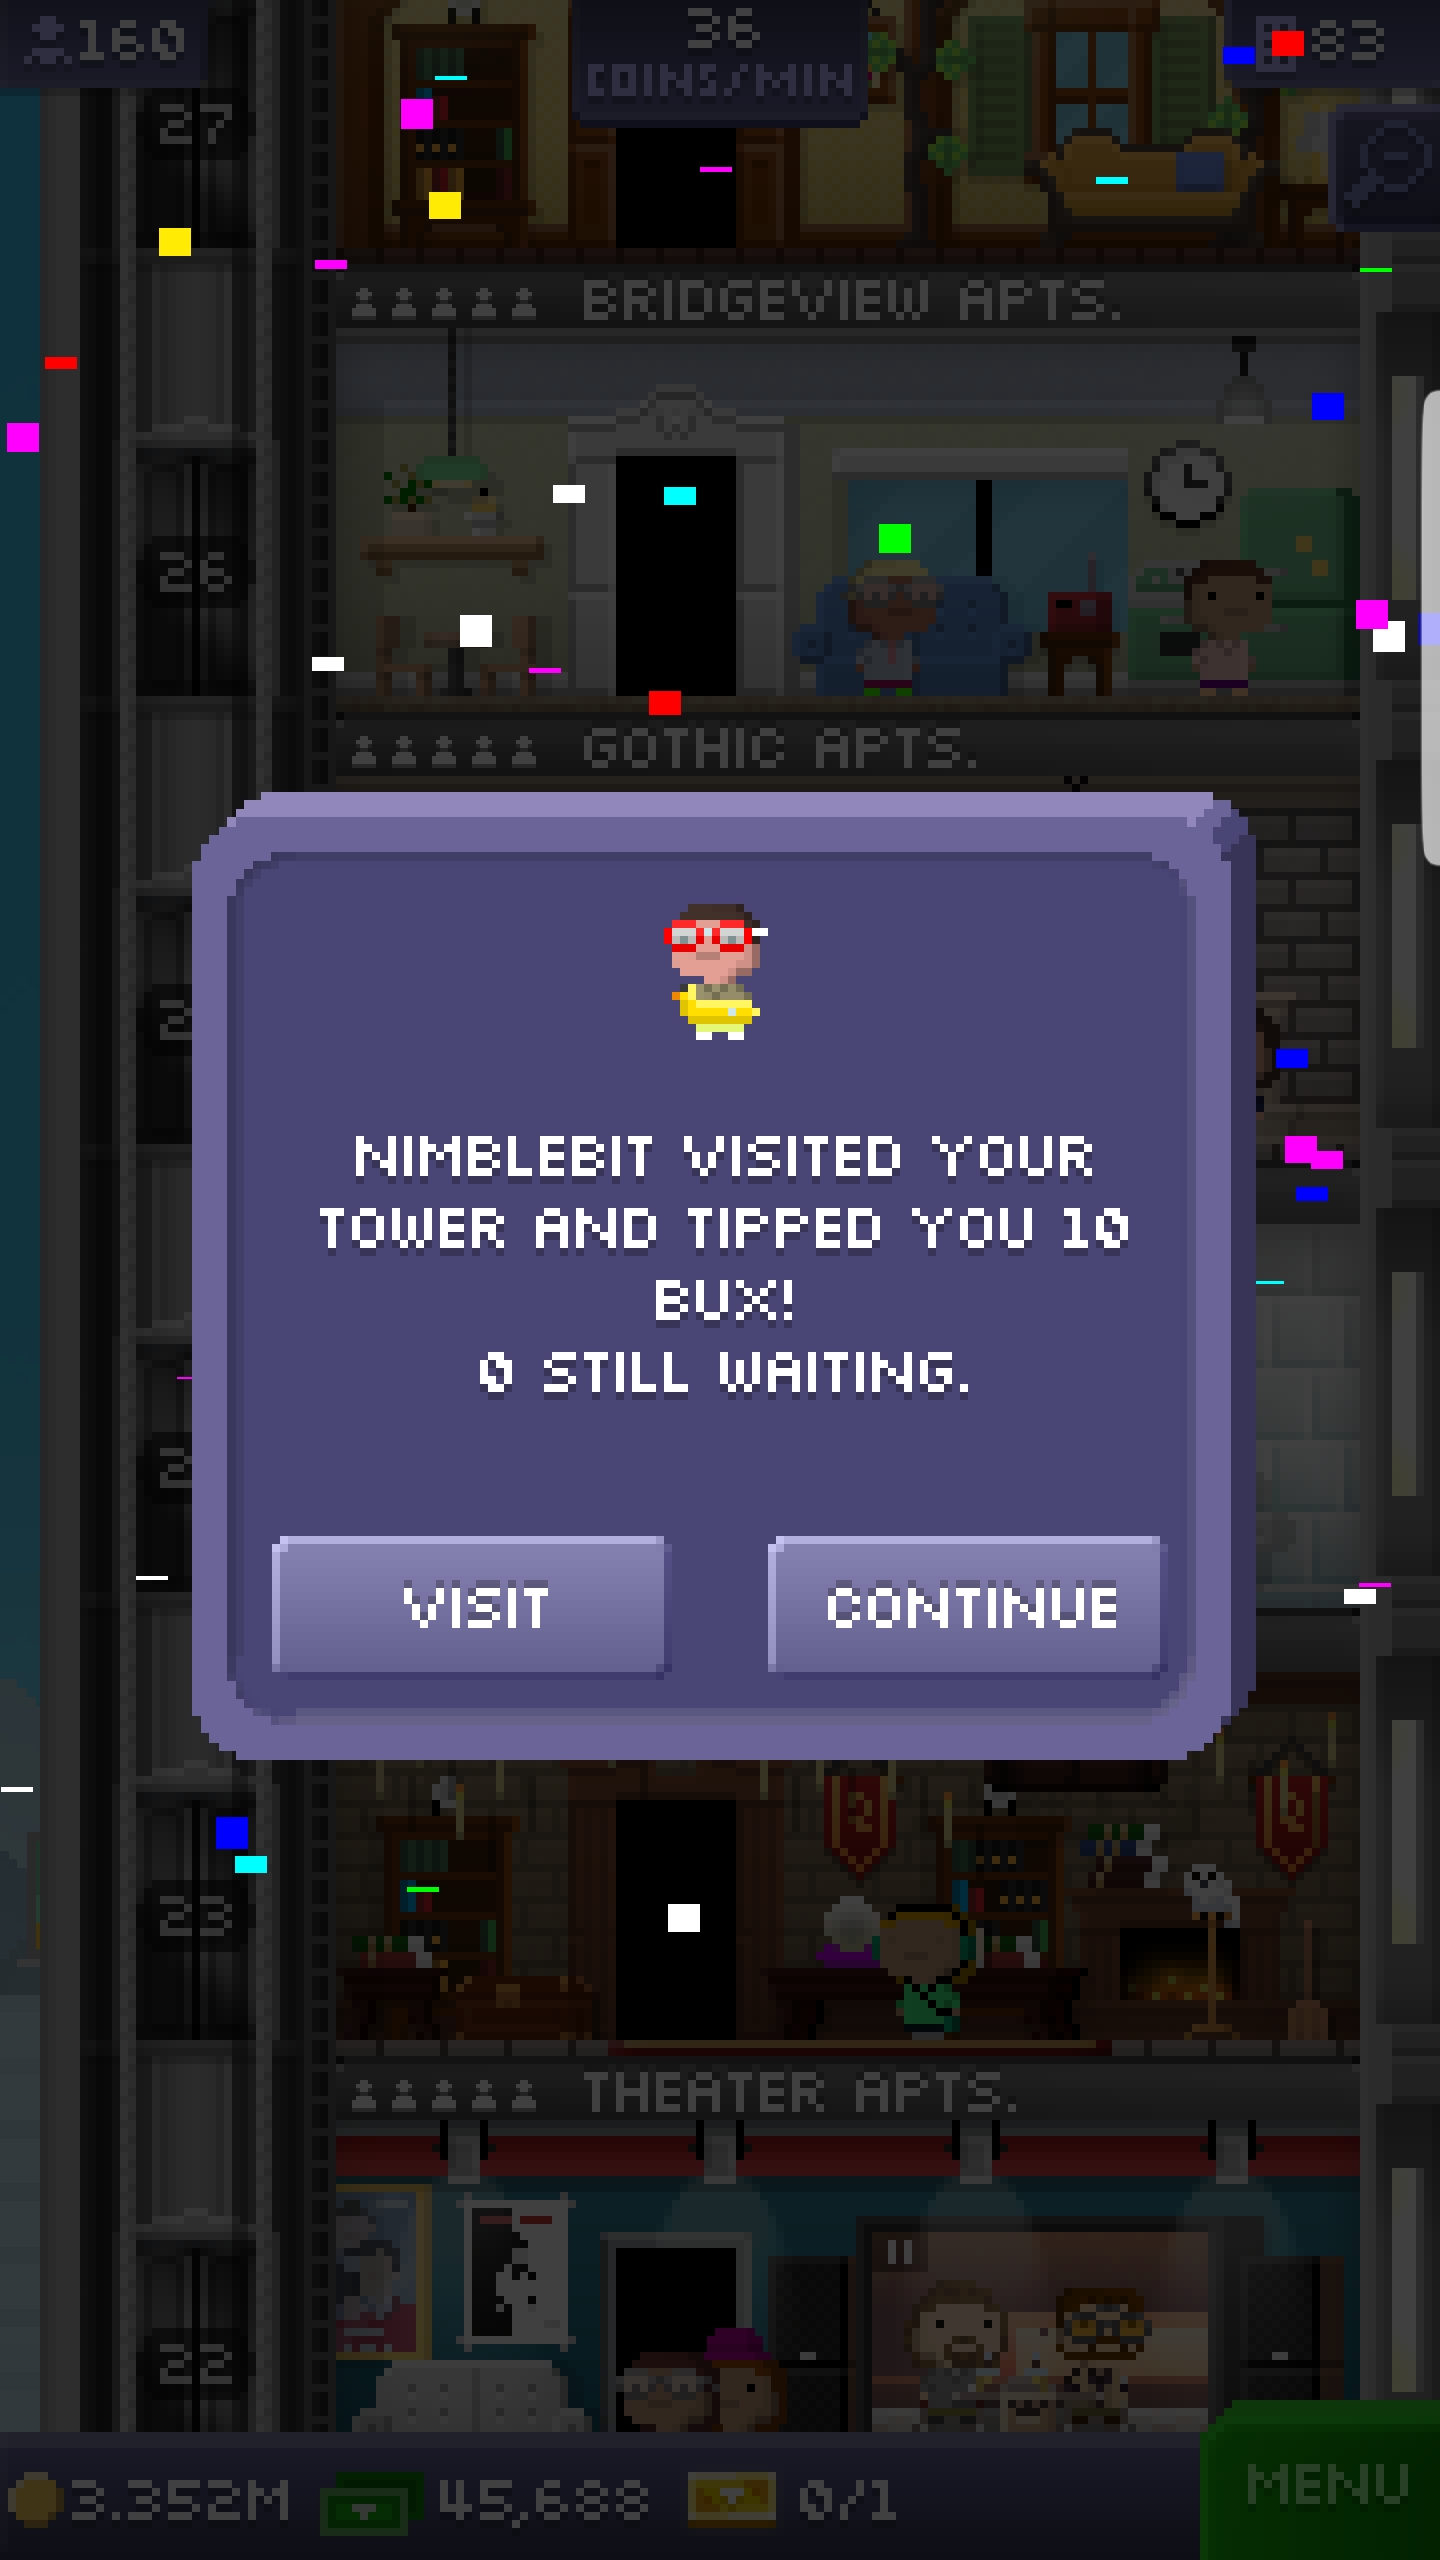 160
36
COINS/MIN
83
27
BRIDGEVIEW APTS.
26
GOTHIC APTS.
NIMBLEBIT VISITED YOUR
TOWER AND TIPPED YOU 10
BUX!
0 STILL WAITING.
VISIT
CONTINUE
23
THEATER APTS.
22
3.352M
45,688
0/1
MENU